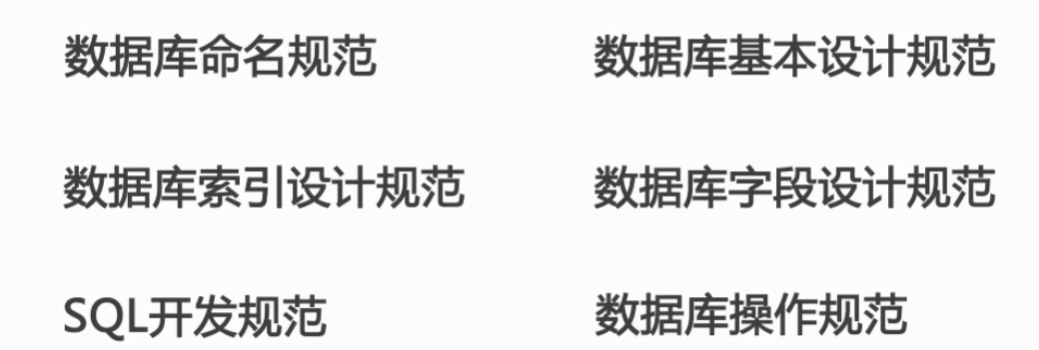 数据库命名规范
数据库基本设计规范
数据库索引设计规范
数据库字段设计规范
SQL开发规范
数据库操作规范